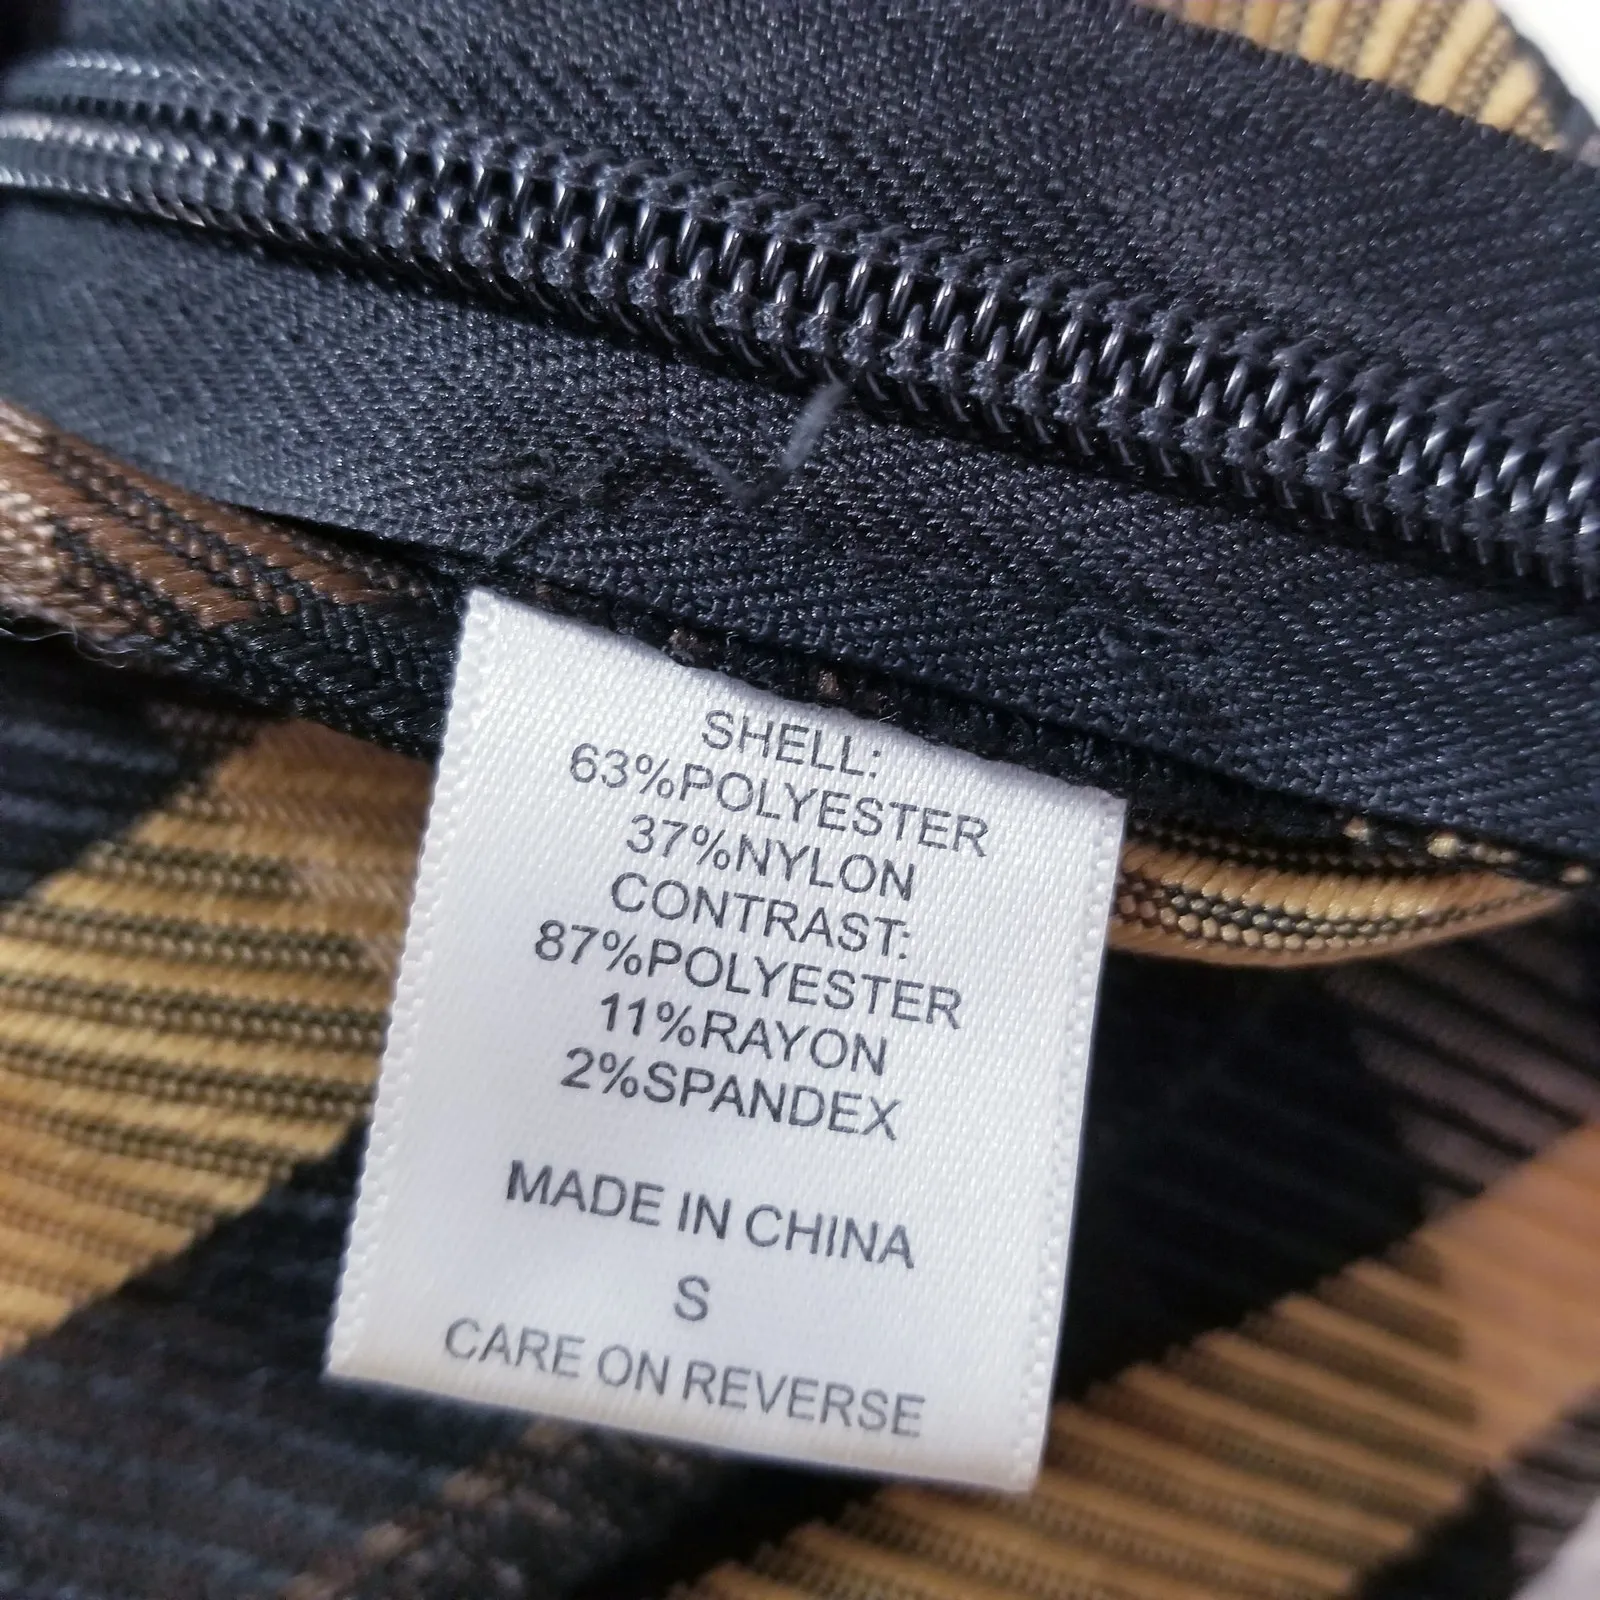 SHELL:
63%POLYESTER
37%NYLON
CONTRAST:
87%POLYESTER
11%RAYON
2%SPANDEX
MADE IN CHINA
S
CARE ON REVERSE